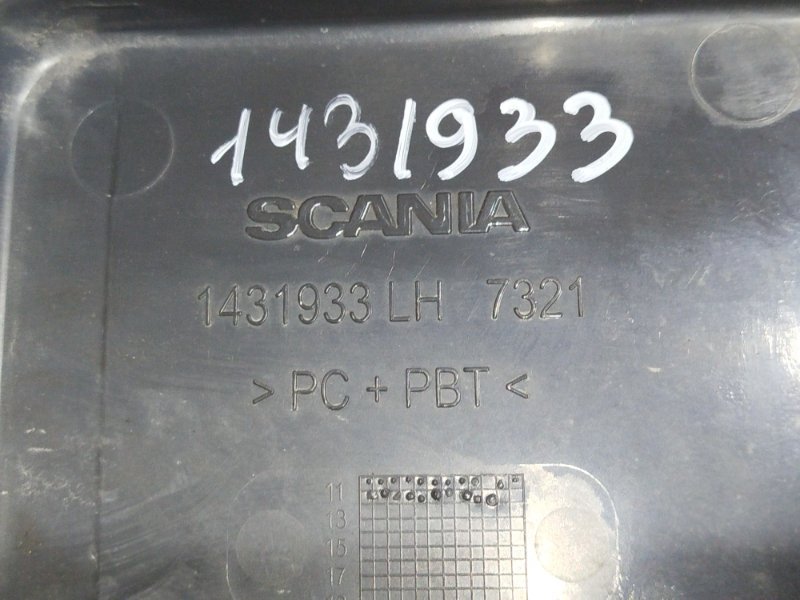 1431933
SCANIA
1431933 LH 7321
> PC + PBT <
11
13
15
17